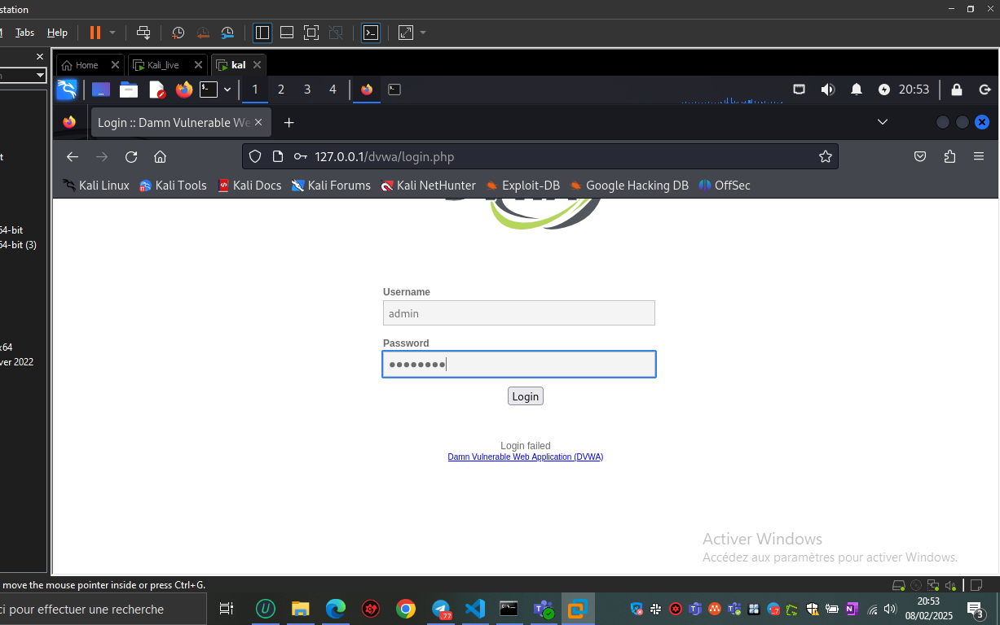 station
Tabs Help
Home Kali_live kal
1 2 3 4 20:53
Login :: Damn Vulnerable We
127.0.0.1/dvwa/login.php
Kali Linux Kali Tools Kali Docs Kali Forums Kali NetHunter Exploit-DB Google Hacking DB OffSec
64-bit
64-bit (3)
x64
ver 2022
Username
admin
Password
Login
Login failed
Damn Vulnerable Web Application (DVWA)
Activer Windows
Accédez aux paramètres pour activer Windows.
move the mouse pointer inside or press Ctrl+G.
ci pour effectuer une recherche
77
20:53
08/02/2025
3